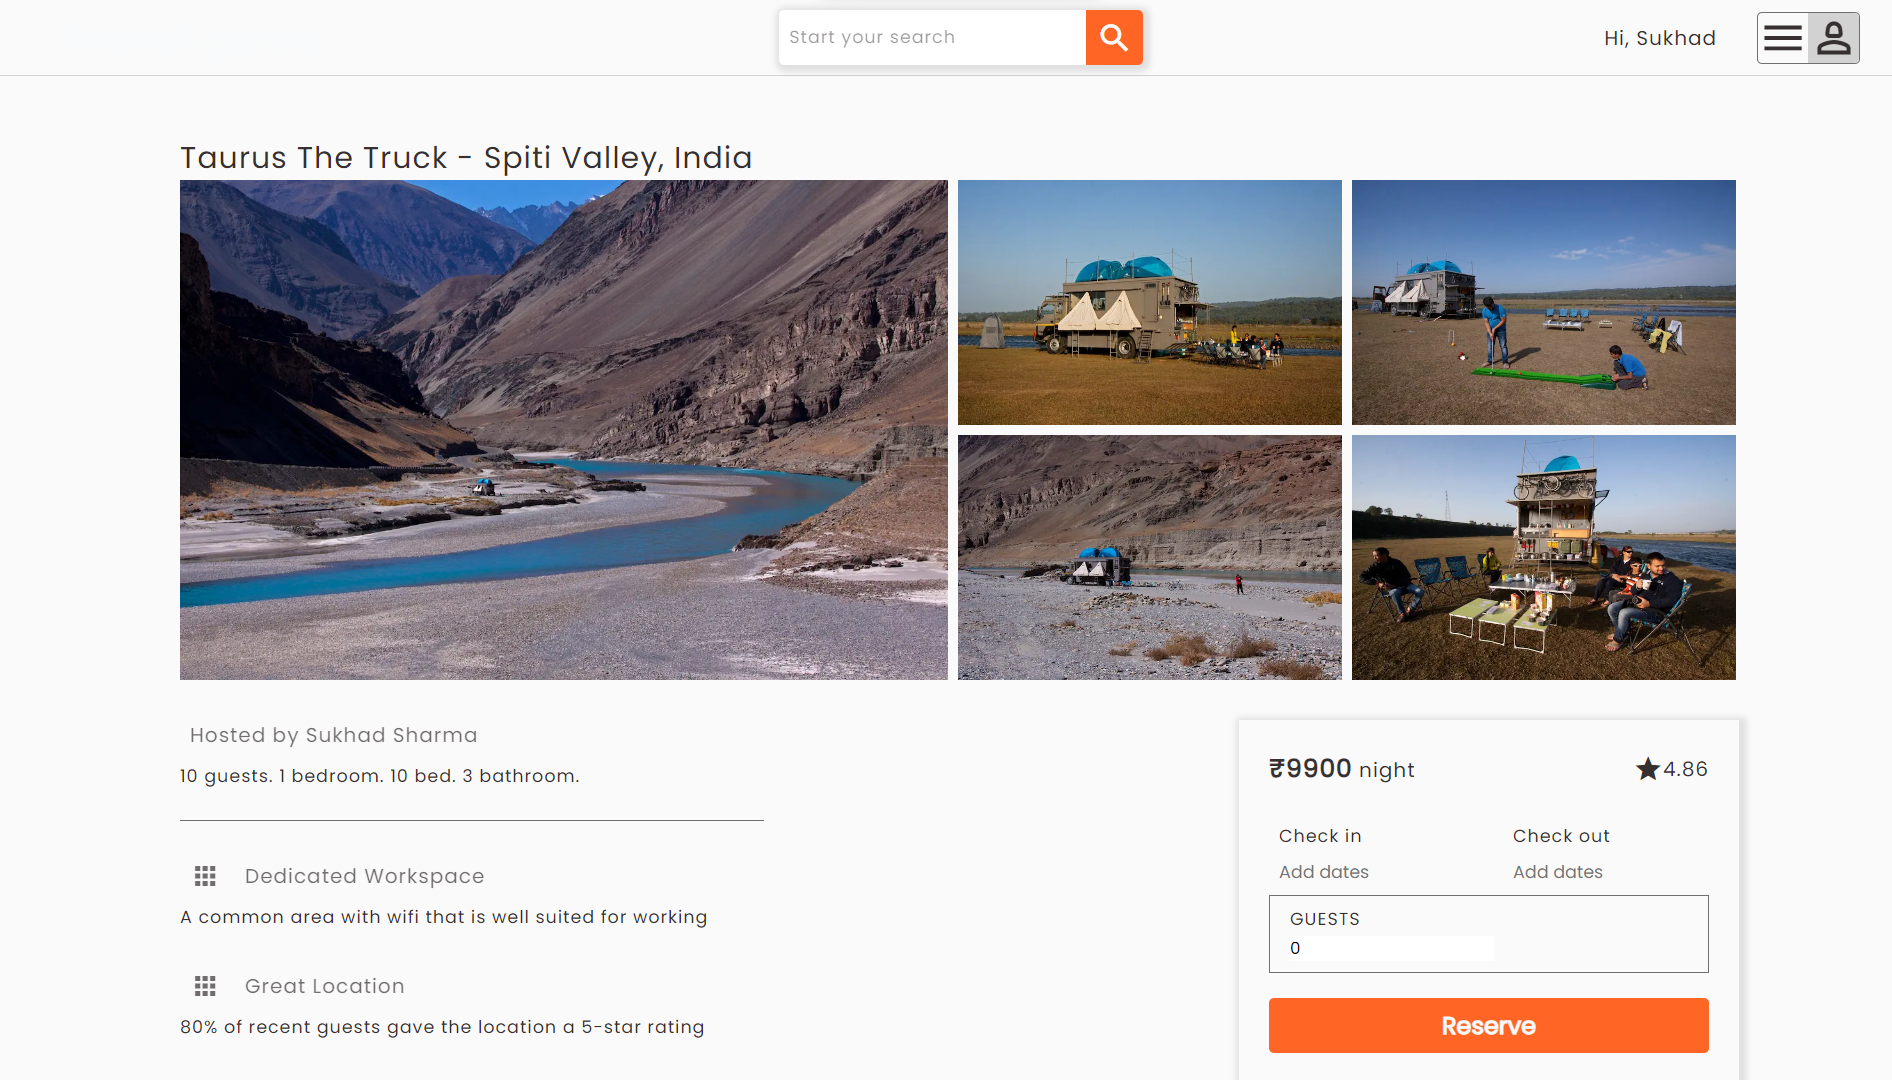 Start your search
Hi, Sukhad
Taurus The Truck - Spiti Valley, India
Hosted by Sukhad Sharma
10 guests. 1 bedroom. 10 bed. 3 bathroom.
Dedicated Workspace
A common area with wifi that is well suited for working
Great Location
80% of recent guests gave the location a 5-star rating
₹9900 night
4.86
Check in
Check out
Add dates
Add dates
GUESTS
0
Reserve